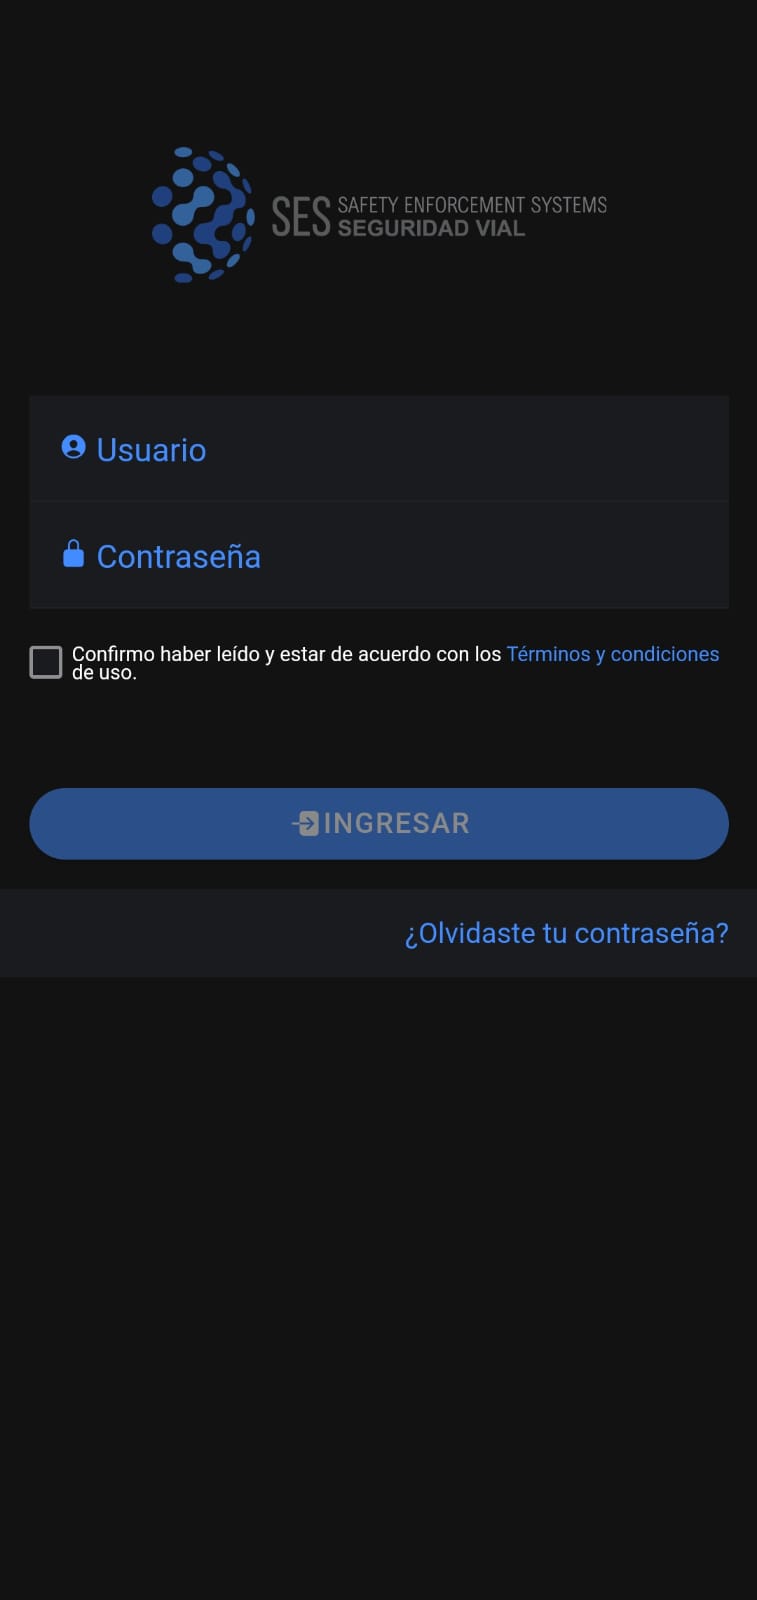 SES SAFETY ENFORCEMENT SYSTEMS
SEGURIDAD VIAL
Usuario
Contraseña
Confirmo haber leído y estar de acuerdo con los Términos y condiciones
de uso.
INGRESAR
¿Olvidaste tu contraseña?